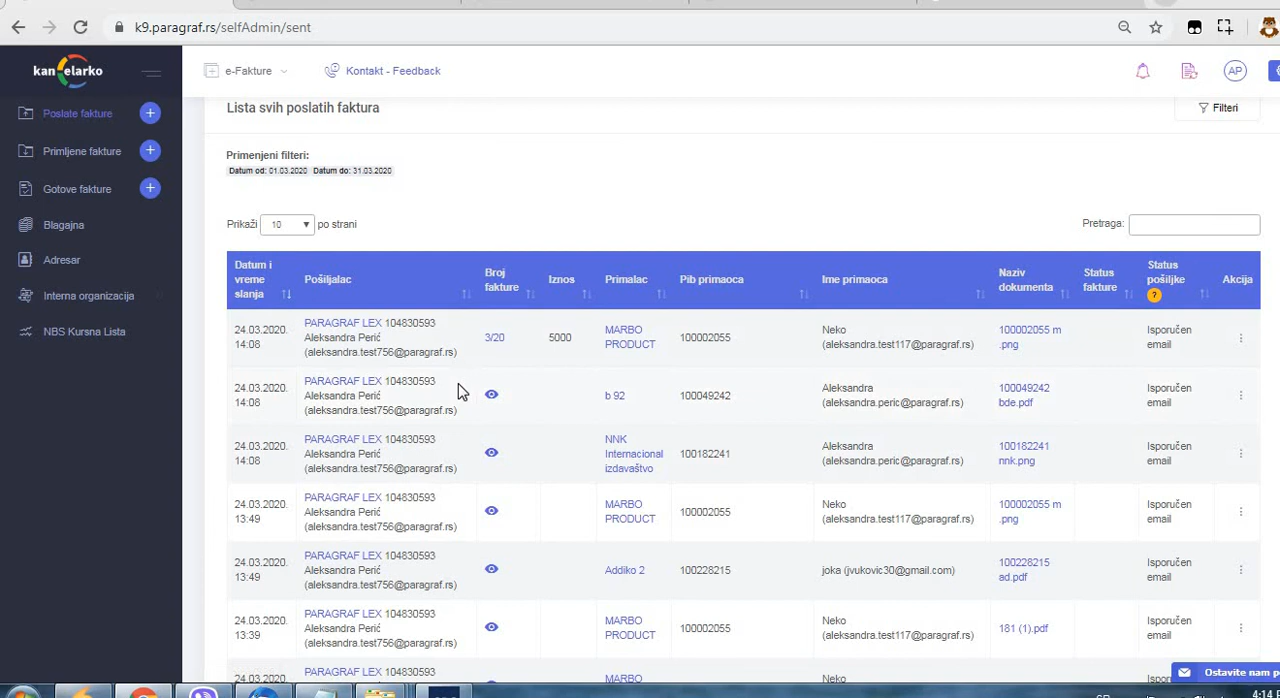 k9.paragraf.rs/selfAdmin/sent
kancelarko
e-Fakture
Kontakt - Feedback
AP
Poslate fakture
Primljene fakture
Gotove fakture
Blagajna
Adresar
Interna organizacija
NBS Kursna Lista
Lista svih poslatih faktura
Filteri
Primenjeni filteri:
Datum od: 01.03.2020 Datum do: 31.03.2020
Prikaži 10 po strani
Pretraga:
Datum i vreme slanja Pošiljalac Broj fakture Iznos Primalac Pib primaoca Ime primaoca Naziv dokumenta Status fakture Status pošiljke ? Akcija
24.03.2020. PARAGRAF LEX 104830593 MARBO Neko 100002055 m Isporučen
14:08 Aleksandra Perić 3/20 5000 PRODUCT 100002055 (aleksandra.test117@paragraf.rs) .png email
(aleksandra.test756@paragraf.rs)
24.03.2020. PARAGRAF LEX 104830593 Aleksandra 100049242 Isporučen
14:08 Aleksandra Perić b 92 100049242 (aleksandra.peric@paragraf.rs) bde.pdf email
(aleksandra.test756@paragraf.rs)
24.03.2020. PARAGRAF LEX 104830593 NNK Aleksandra 100182241 Isporučen
14:08 Aleksandra Perić Internacional 100182241 (aleksandra.peric@paragraf.rs) nnk.png email
(aleksandra.test756@paragraf.rs) izdavaštvo
24.03.2020. PARAGRAF LEX 104830593 MARBO Neko 100002055 m Isporučen
13:49 Aleksandra Perić PRODUCT 100002055 (aleksandra.test117@paragraf.rs) .png email
(aleksandra.test756@paragraf.rs)
24.03.2020. PARAGRAF LEX 104830593 100228215 Isporučen
13:49 Aleksandra Perić Addiko 2 100228215 joka (jvukovic30@gmail.com) ad.pdf email
(aleksandra.test756@paragraf.rs)
24.03.2020. PARAGRAF LEX 104830593 MARBO Neko Isporučen
13:39 Aleksandra Perić PRODUCT 100002055 (aleksandra.test117@paragraf.rs) 181 (1).pdf email
(aleksandra.test756@paragraf.rs)
24.03.2020. PARAGRAF LEX 104830593 MARBO Neko Isporučen
Ostavite nam p
4:14